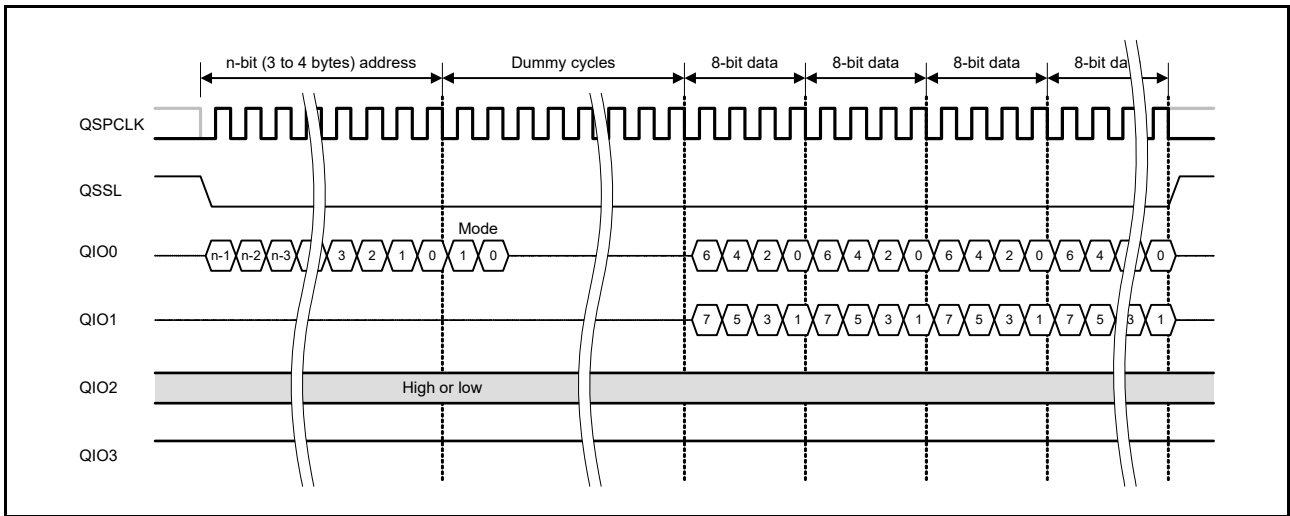 n-bit (3 to 4 bytes) address Dummy cycles 8-bit data 8-bit data 8-bit data 8-bit da
QSPCLK
QSSL
Mode
QIO0 n-1 n-2 n-3 3 2 1 0 1 0 6 4 2 0 6 4 2 0 6 4 2 0 6 4 0
QIO1 7 5 3 1 7 5 3 1 7 5 3 1 7 5 3 1
QIO2 High or low
QIO3